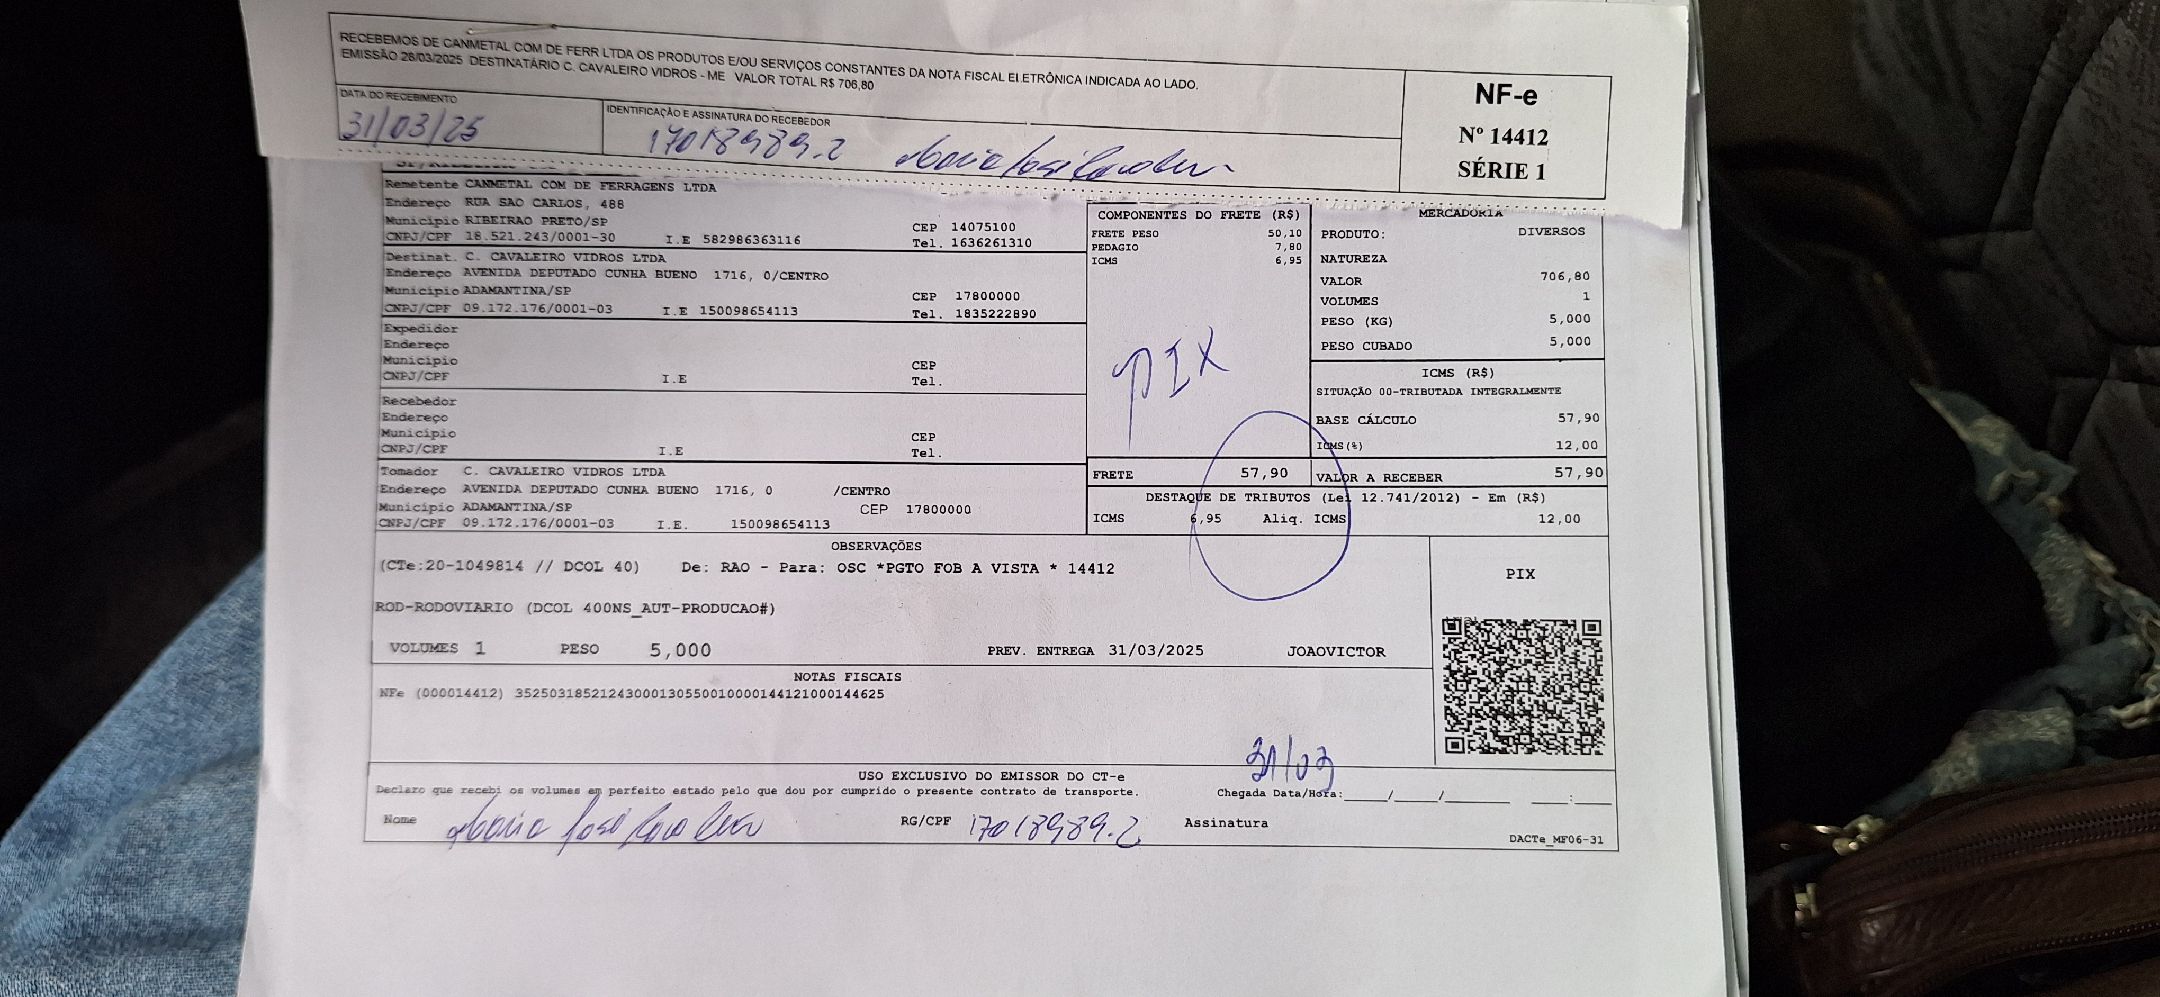 RECEBEMOS DE CANMETAL COM DE FERR LTDA OS PRODUTOS E/OU SERVIÇOS CONSTANTES DA NOTA FISCAL ELETRÔNICA INDICADA AO LADO.
EMISSÃO 28/03/2025 DESTINATÁRIO C. CAVALEIRO VIDROS - ME VALOR TOTAL R$ 706,80
DATA DO RECEBIMENTO
31/03/25
IDENTIFICAÇÃO E ASSINATURA DO RECEBEDOR
17018989.2
NF-e
Nº 14412
SÉRIE 1
Remetente CANMETAL COM DE FERRAGENS LTDA
Endereço RUA SAO CARLOS, 488
Município RIBEIRAO PRETO/SP CEP 14075100
CNPJ/CPF 18.521.243/0001-30 I.E 582986363116 Tel. 1636261310
Destinat. C. CAVALEIRO VIDROS LTDA
Endereço AVENIDA DEPUTADO CUNHA BUENO 1716, 0/CENTRO
Município ADAMANTINA/SP CEP 17800000
CNPJ/CPF 09.172.176/0001-03 I.E 150098654113 Tel. 1835222890
Expedidor
Endereço
Município CEP
CNPJ/CPF I.E Tel.
Recebedor
Endereço
Município CEP
CNPJ/CPF I.E Tel.
Tomador C. CAVALEIRO VIDROS LTDA
Endereço AVENIDA DEPUTADO CUNHA BUENO 1716, 0 /CENTRO
Município ADAMANTINA/SP CEP 17800000
CNPJ/CPF 09.172.176/0001-03 I.E. 150098654113
COMPONENTES DO FRETE (R$)
FRETE PESO 50,10
PEDAGIO 7,80
ICMS 6,95
PIX
FRETE 57,90
MERCADORIA
PRODUTO: DIVERSOS
NATUREZA
VALOR 706,80
VOLUMES 1
PESO (KG) 5,000
PESO CUBADO 5,000
ICMS (R$)
SITUAÇÃO 00-TRIBUTADA INTEGRALMENTE
BASE CÁLCULO 57,90
ICMS(%) 12,00
VALOR A RECEBER 57,90
DESTAQUE DE TRIBUTOS (Lei 12.741/2012) - Em (R$)
ICMS 6,95 Aliq. ICMS 12,00
OBSERVAÇÕES
(CTe:20-1049814 // DCOL 40) De: RAO - Para: OSC *PGTO FOB A VISTA * 14412
ROD-RODOVIARIO (DCOL 400NS_AUT-PRODUCAO#)
VOLUMES 1 PESO 5,000 PREV. ENTREGA 31/03/2025 JOAOVICTOR
PIX
NOTAS FISCAIS
NFe (000014412) 35250318521243000130550010000144121000144625
31/03
USO EXCLUSIVO DO EMISSOR DO CT-e
Declaro que recebi os volumes em perfeito estado pelo que dou por cumprido o presente contrato de transporte. Chegada Data/Hora:____/____/______ ____:____
Nome RG/CPF 17018989.2 Assinatura
DACTe_MF06-31